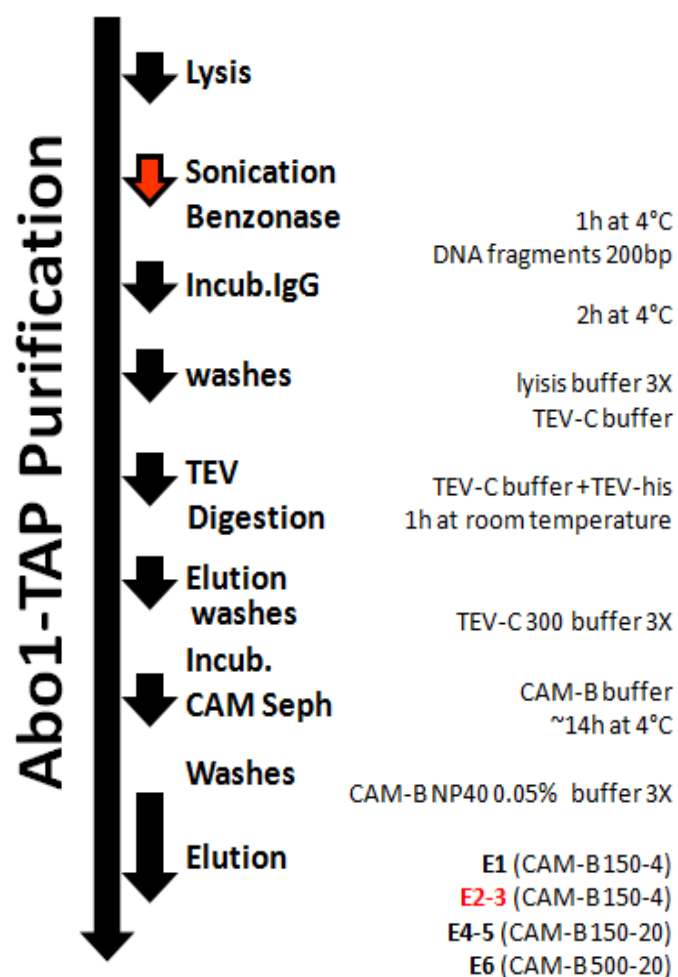 Abo1-TAP Purification
Lysis
Sonication
Benzonase
1h at 4°C
DNA fragments 200bp
Incub.IgG
2h at 4°C
washes
lyisis buffer 3X
TEV-C buffer
TEV
Digestion
TEV-C buffer +TEV-his
1h at room temperature
Elution
washes
TEV-C 300 buffer 3X
Incub.
CAM Seph
CAM-B buffer
~14h at 4°C
Washes
CAM-B NP40 0.05% buffer 3X
Elution
E1 (CAM-B150-4)
E2-3 (CAM-B150-4)
E4-5 (CAM-B150-20)
E6 (CAM-B500-20)